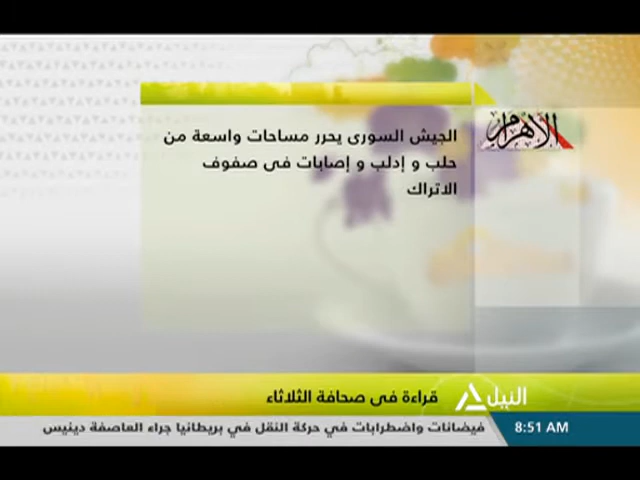 الأهرام
الجيش السورى يحرر مساحات واسعة من
حلب و إدلب و إصابات فى صفوف
الاتراك
النيل
قراءة فى صحافة الثلاثاء
8:51 AM
فيضانات واضطرابات في حركة النقل في بريطانيا جراء العاصفة دينيس